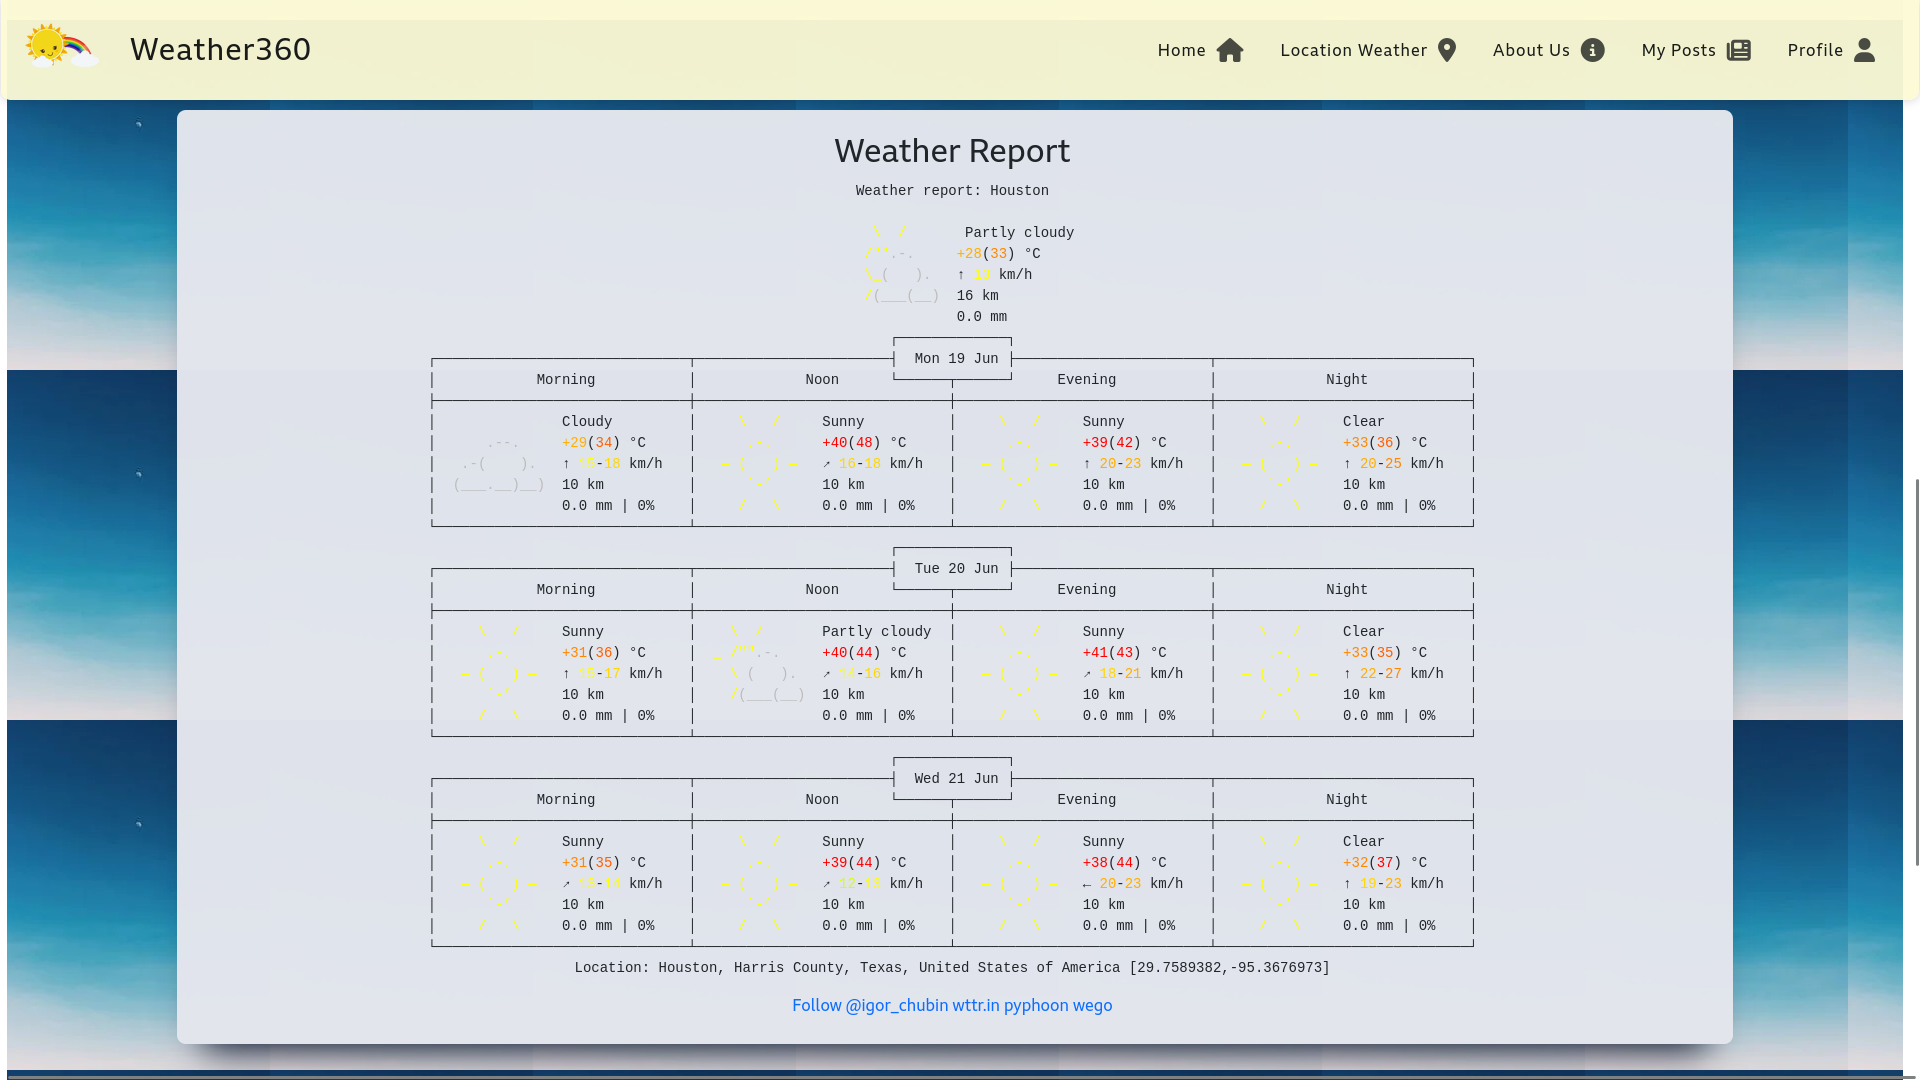 Weather360
Home
Location Weather
About Us
My Posts
Profile
Weather Report
Weather report: Houston
Partly cloudy
+28(33) °C
↑ 13 km/h
16 km
0.0 mm
Mon 19 Jun
Morning Noon Evening Night
Cloudy Sunny Sunny Clear
+29(34) °C +40(48) °C +39(42) °C +33(36) °C
↑ -18 km/h ↗ 16-18 km/h ↑ 20-23 km/h ↑ 20-25 km/h
10 km 10 km 10 km 10 km
0.0 mm | 0% 0.0 mm | 0% 0.0 mm | 0% 0.0 mm | 0%
Tue 20 Jun
Morning Noon Evening Night
Sunny Partly cloudy Sunny Clear
+31(36) °C +40(44) °C +41(43) °C +33(35) °C
↑ 15-17 km/h ↗ 14-16 km/h ↗ 18-21 km/h ↑ 22-27 km/h
10 km 10 km 10 km 10 km
0.0 mm | 0% 0.0 mm | 0% 0.0 mm | 0% 0.0 mm | 0%
Wed 21 Jun
Morning Noon Evening Night
Sunny Sunny Sunny Clear
+31(35) °C +39(44) °C +38(44) °C +32(37) °C
↗ km/h ↗ 12-13 km/h ← 20-23 km/h ↑ 19-23 km/h
10 km 10 km 10 km 10 km
0.0 mm | 0% 0.0 mm | 0% 0.0 mm | 0% 0.0 mm | 0%
Location: Houston, Harris County, Texas, United States of America [29.7589382,-95.3676973]
Follow @igor_chubin wttr.in pyphoon wego